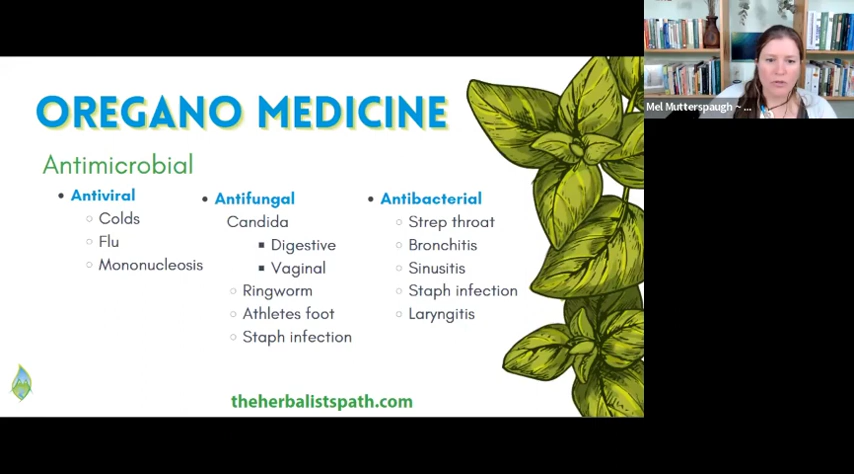 OREGANO MEDICINE
Antimicrobial
• Antiviral
○ Colds
○ Flu
○ Mononucleosis
• Antifungal
Candida
▪ Digestive
▪ Vaginal
○ Ringworm
○ Athletes foot
○ Staph infection
• Antibacterial
○ Strep throat
○ Bronchitis
○ Sinusitis
○ Staph infection
○ Laryngitis
theherbalistspath.com
Mel Mutterspaugh ~ ...